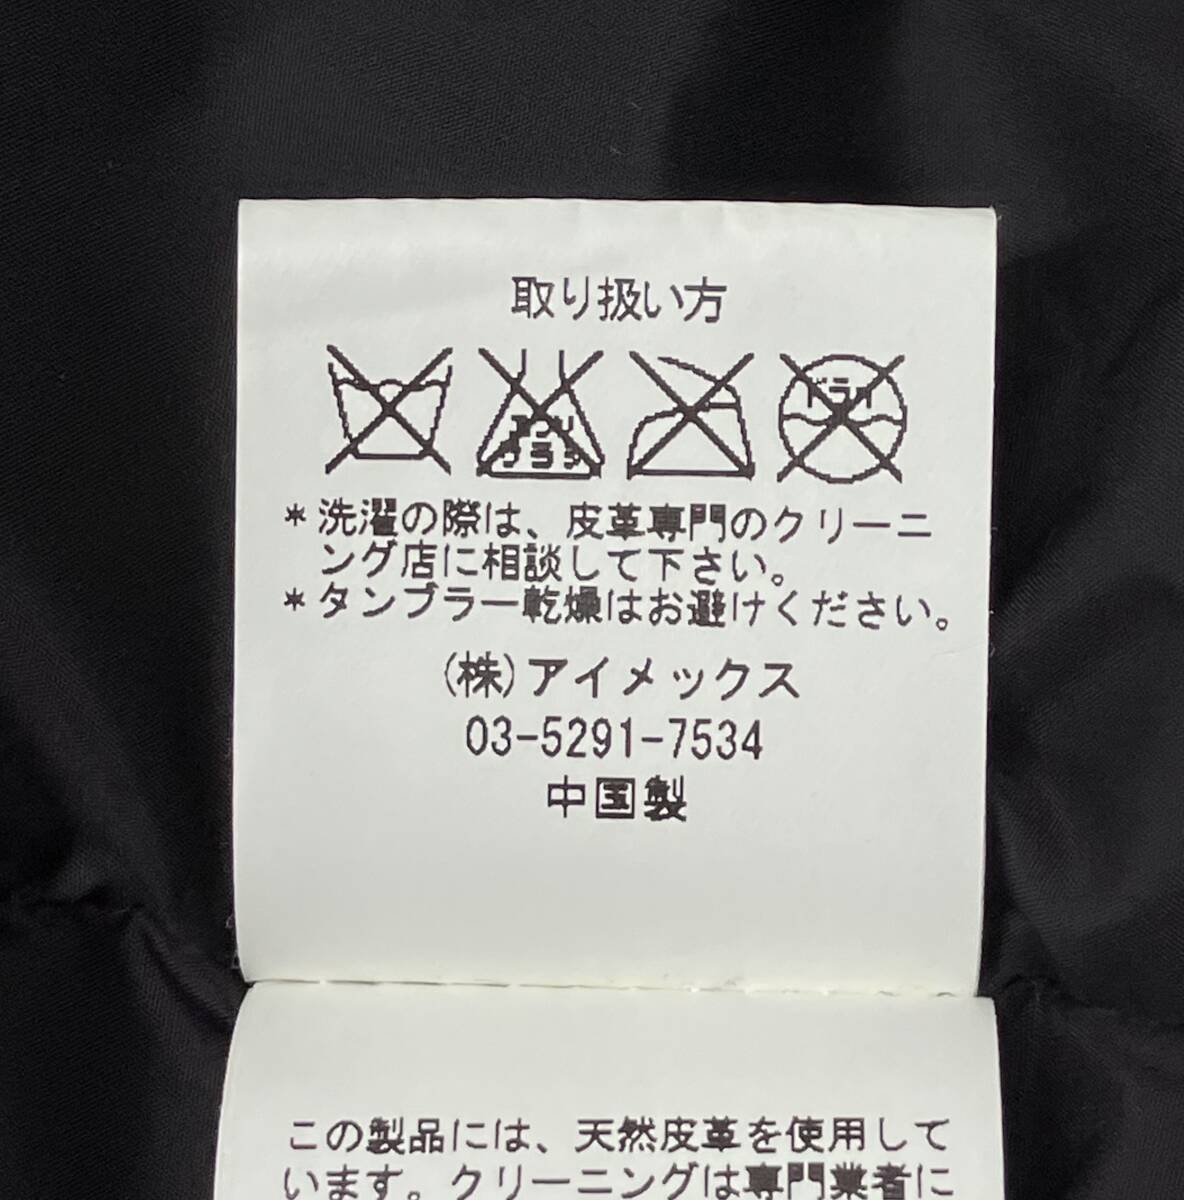 取り扱い方
ドライ
＊洗濯の際は、皮革専門のクリーニ
ング店に相談して下さい。
＊タンブラー乾燥はお避けください。
(株)アイメックス
03-5291-7534
中国製
この製品には、天然皮革を使用して
います。クリーニングは専門業者に